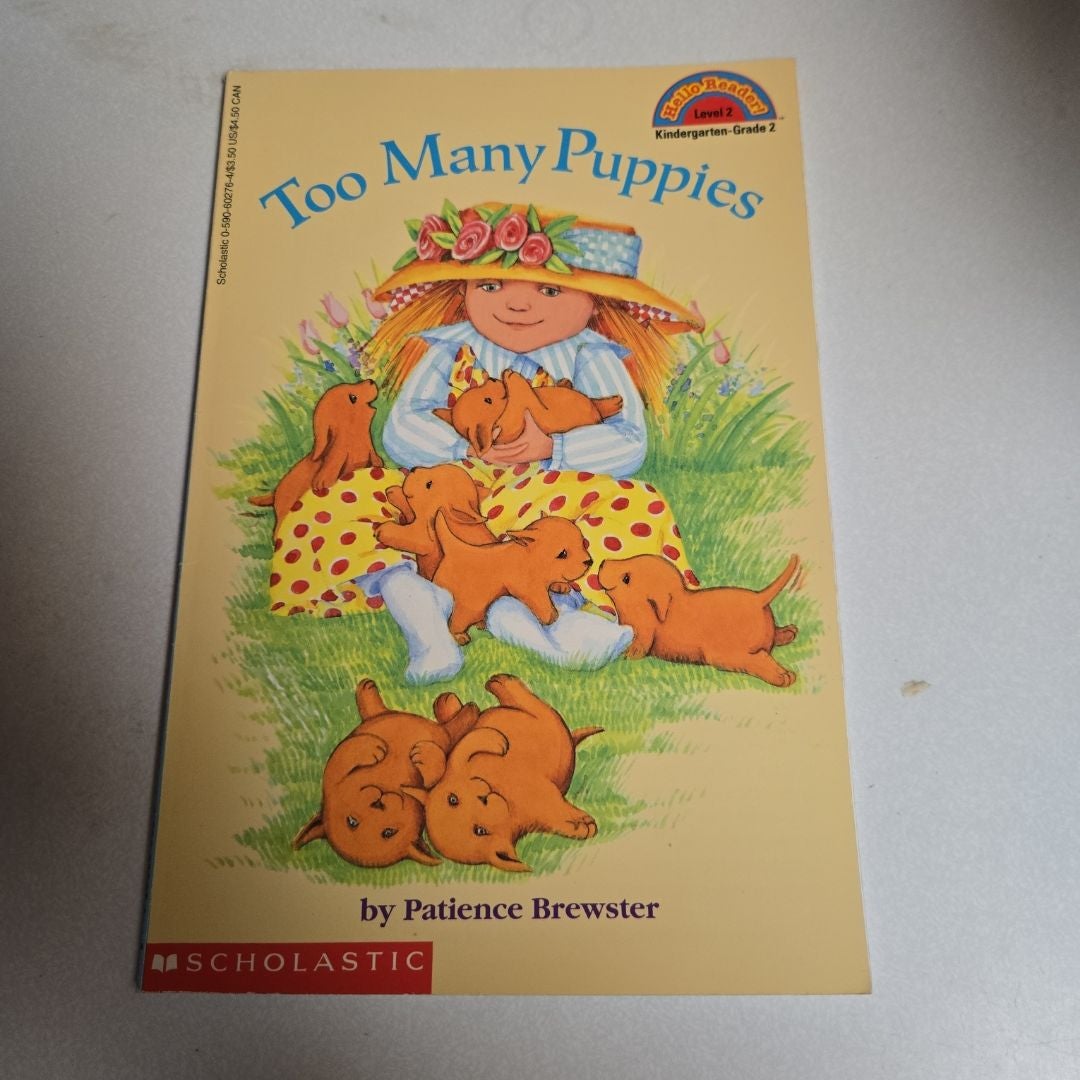 Scholastic 0-590-60276-4/$3.50 US/$4.50 CAN
Hello Reader!
Level 2
Kindergarten-Grade 2
Too Many Puppies
by Patience Brewster
SCHOLASTIC